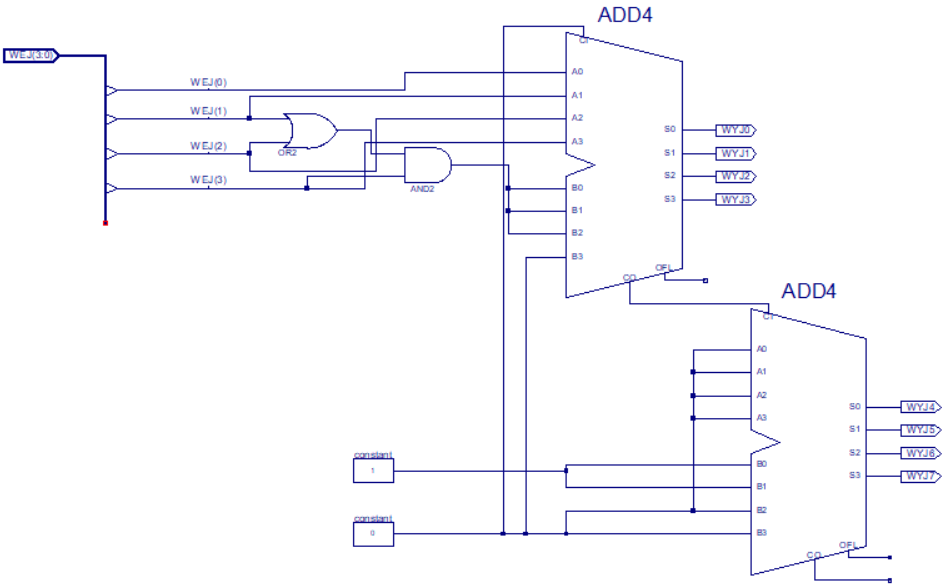 ADD4
WEJ(3:0)
CI
WEJ(0)
A0
WEJ(1)
A1
A2
OR2
WEJ(2)
A3
S0
WYJ0
S1
WYJ1
WEJ(3)
S2
WYJ2
AND2
B0
S3
WYJ3
B1
B2
B3
CO
OFL
ADD4
CI
A0
A1
A2
A3
S0
WYJ4
S1
WYJ5
S2
WYJ6
S3
WYJ7
constant
1
B0
B1
B2
constant
0
B3
CO
OFL